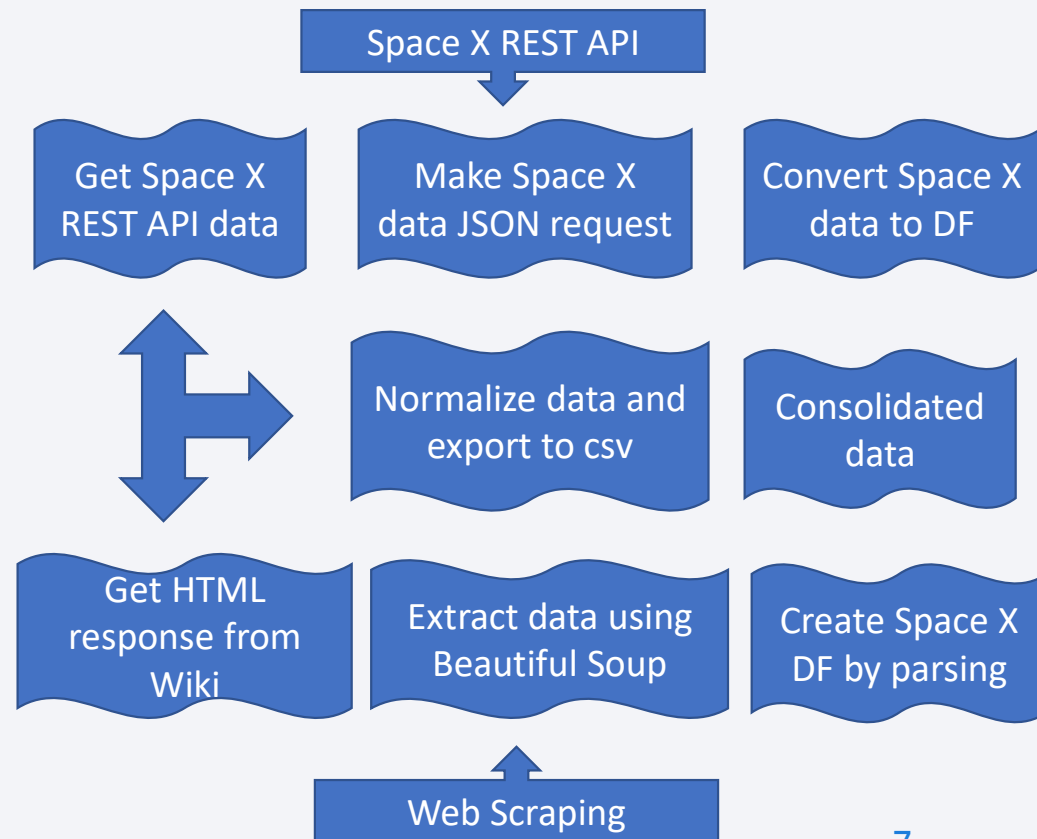 Space X REST API
Get Space X
REST API data
Make Space X
data JSON request
Convert Space X
data to DF
Normalize data and
export to csv
Consolidated
data
Get HTML
response from
Wiki
Extract data using
Beautiful Soup
Create Space X
DF by parsing
Web Scraping
7